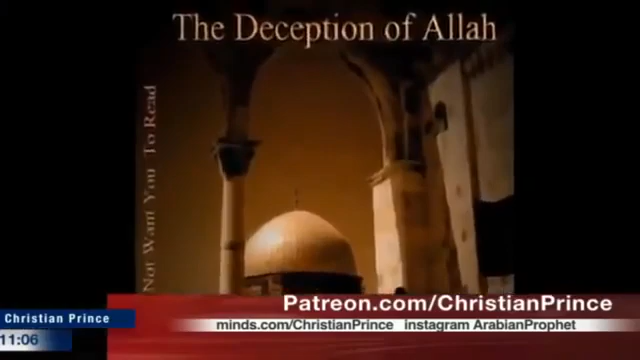 The Deception of Allah
Not Want You To Read
Patreon.com/ChristianPrince
Christian Prince
minds.com/ChristianPrince instagram ArabianProphet
11:06